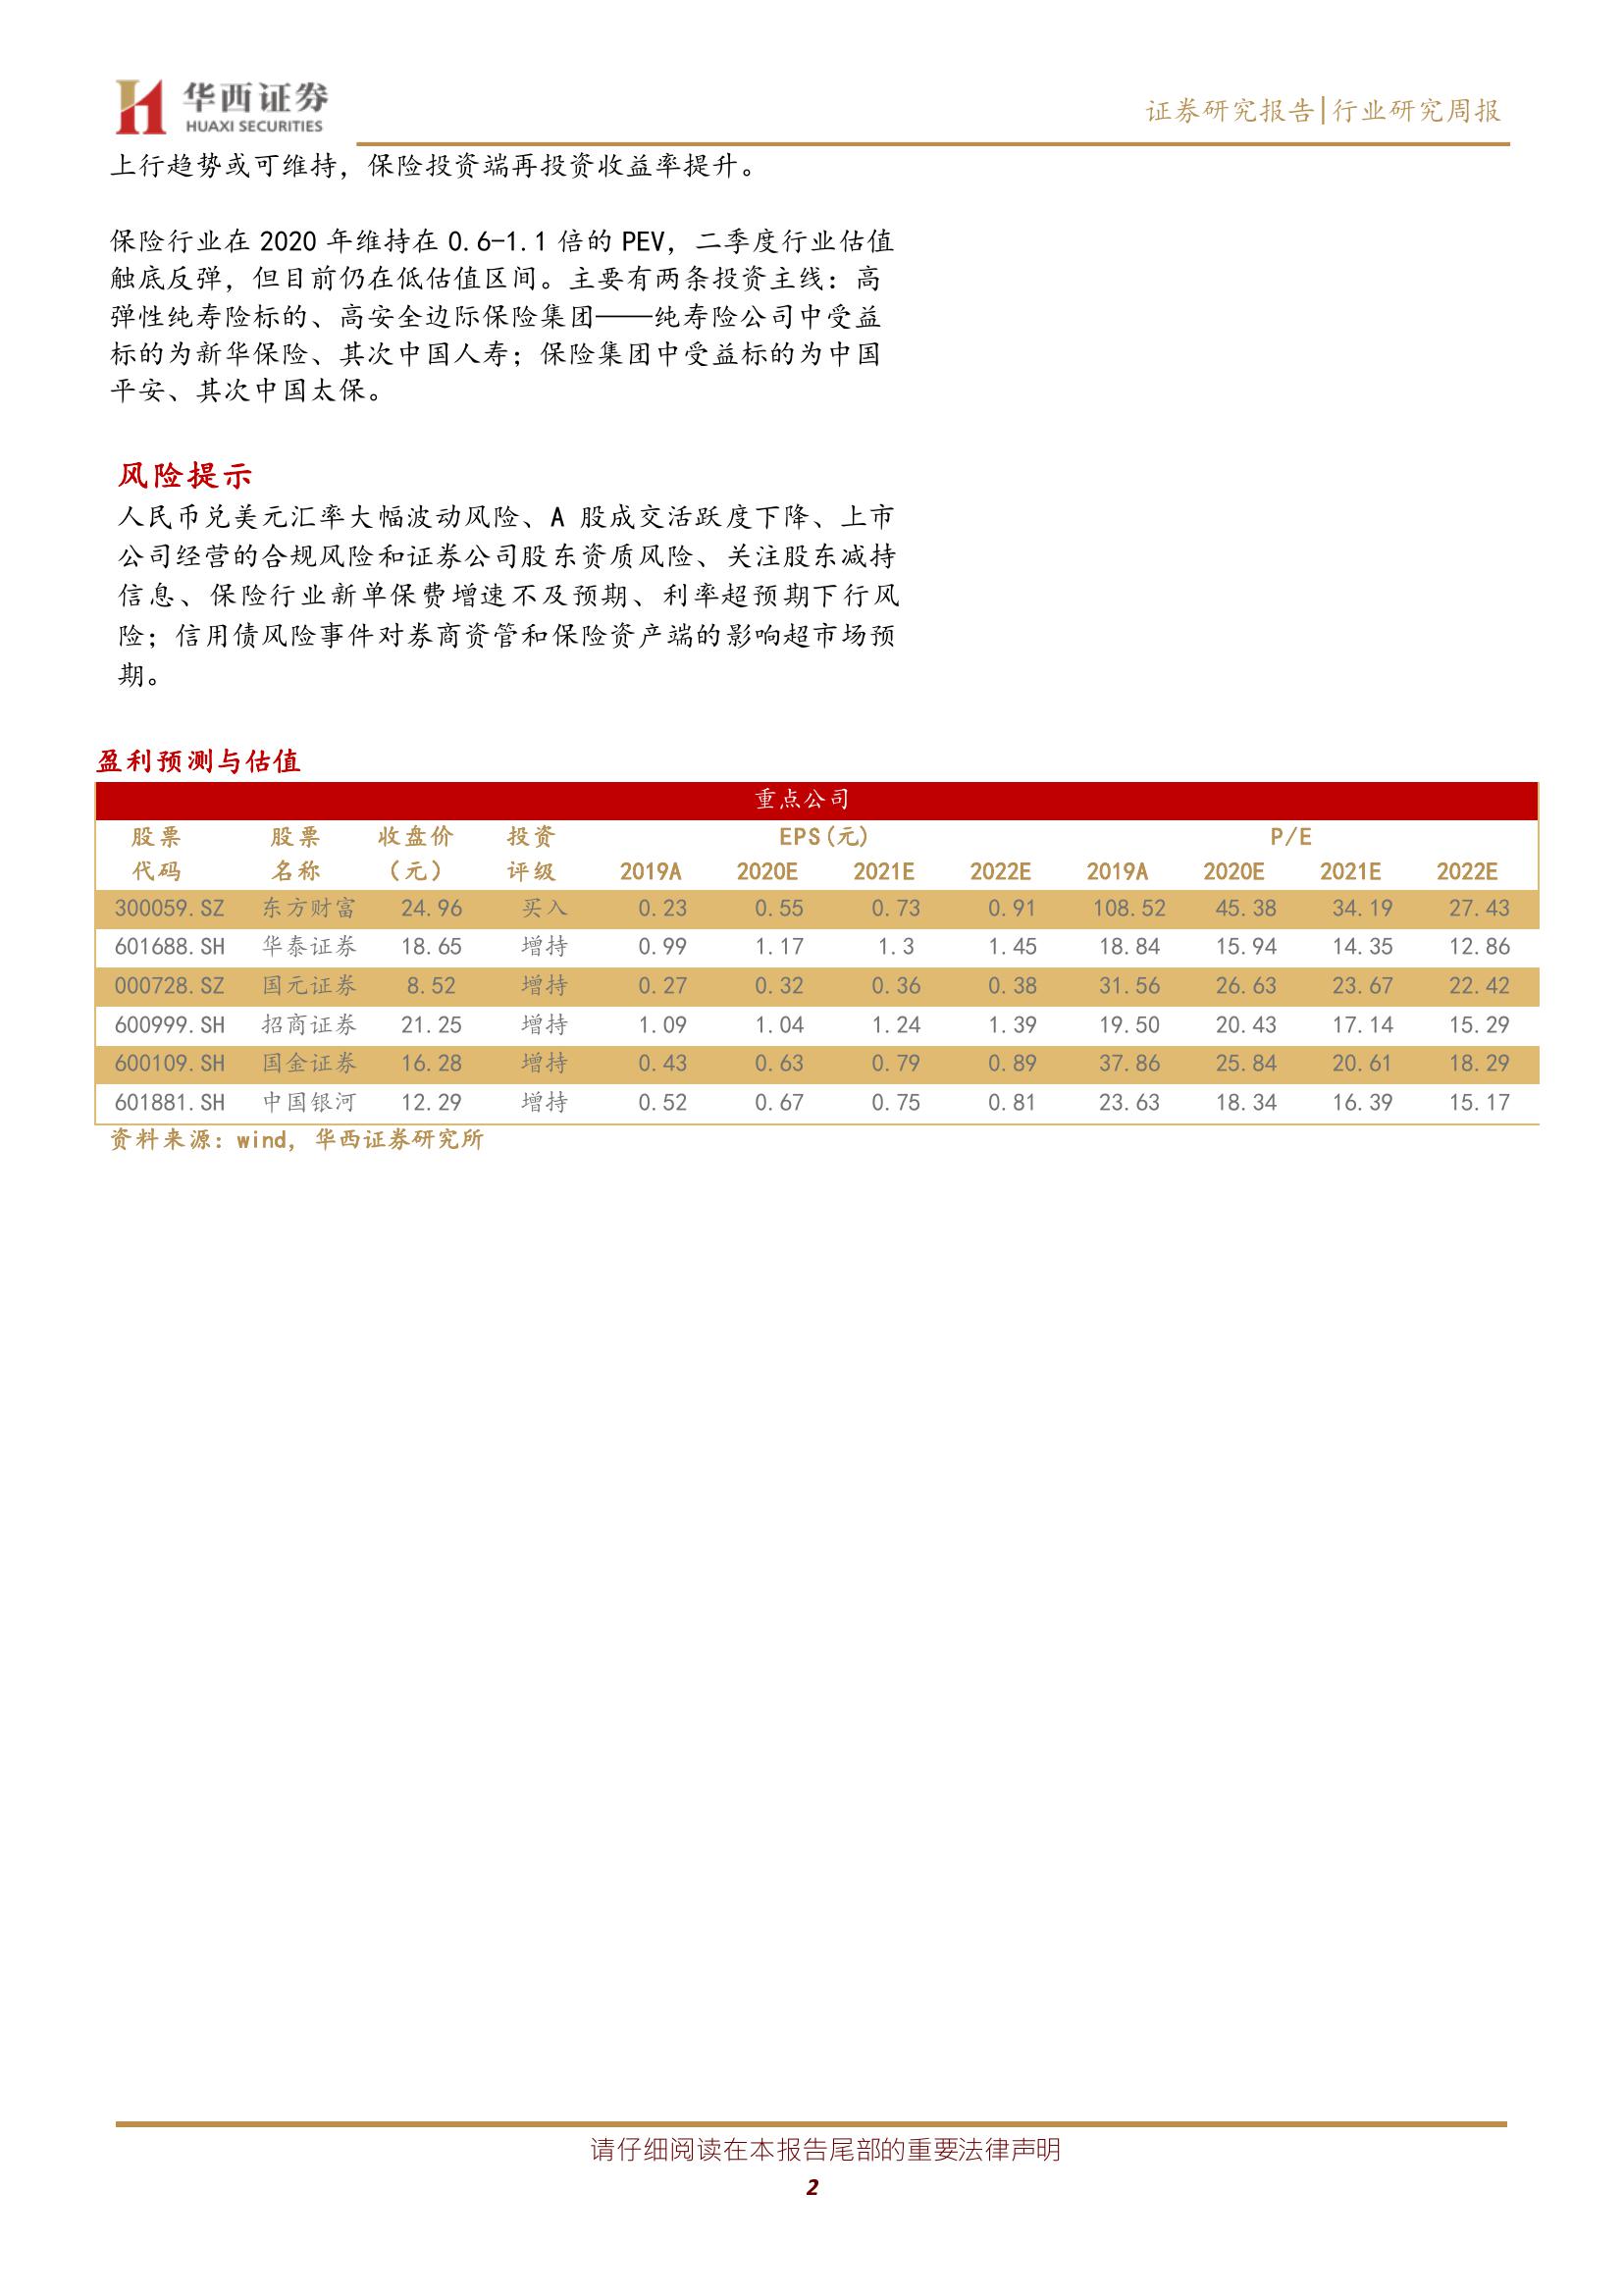 华西证券
HUAXI SECURITIES
证券研究报告|行业研究周报
上行趋势或可维持，保险投资端再投资收益率提升。
保险行业在 2020 年维持在 0.6-1.1 倍的 PEV，二季度行业估值
触底反弹，但目前仍在低估值区间。主要有两条投资主线：高
弹性纯寿险标的、高安全边际保险集团——纯寿险公司中受益
标的为新华保险、其次中国人寿；保险集团中受益标的为中国
平安、其次中国太保。
风险提示
人民币兑美元汇率大幅波动风险、A 股成交活跃度下降、上市
公司经营的合规风险和证券公司股东资质风险、关注股东减持
信息、保险行业新单保费增速不及预期、利率超预期下行风
险；信用债风险事件对券商资管和保险资产端的影响超市场预
期。
盈利预测与估值
重点公司
股票 股票 收盘价 投资 EPS(元) P/E
代码 名称 （元） 评级 2019A 2020E 2021E 2022E 2019A 2020E 2021E 2022E
300059.SZ 东方财富 24.96 买入 0.23 0.55 0.73 0.91 108.52 45.38 34.19 27.43
601688.SH 华泰证券 18.65 增持 0.99 1.17 1.3 1.45 18.84 15.94 14.35 12.86
000728.SZ 国元证券 8.52 增持 0.27 0.32 0.36 0.38 31.56 26.63 23.67 22.42
600999.SH 招商证券 21.25 增持 1.09 1.04 1.24 1.39 19.50 20.43 17.14 15.29
600109.SH 国金证券 16.28 增持 0.43 0.63 0.79 0.89 37.86 25.84 20.61 18.29
601881.SH 中国银河 12.29 增持 0.52 0.67 0.75 0.81 23.63 18.34 16.39 15.17
资料来源：wind，华西证券研究所
请仔细阅读在本报告尾部的重要法律声明
2